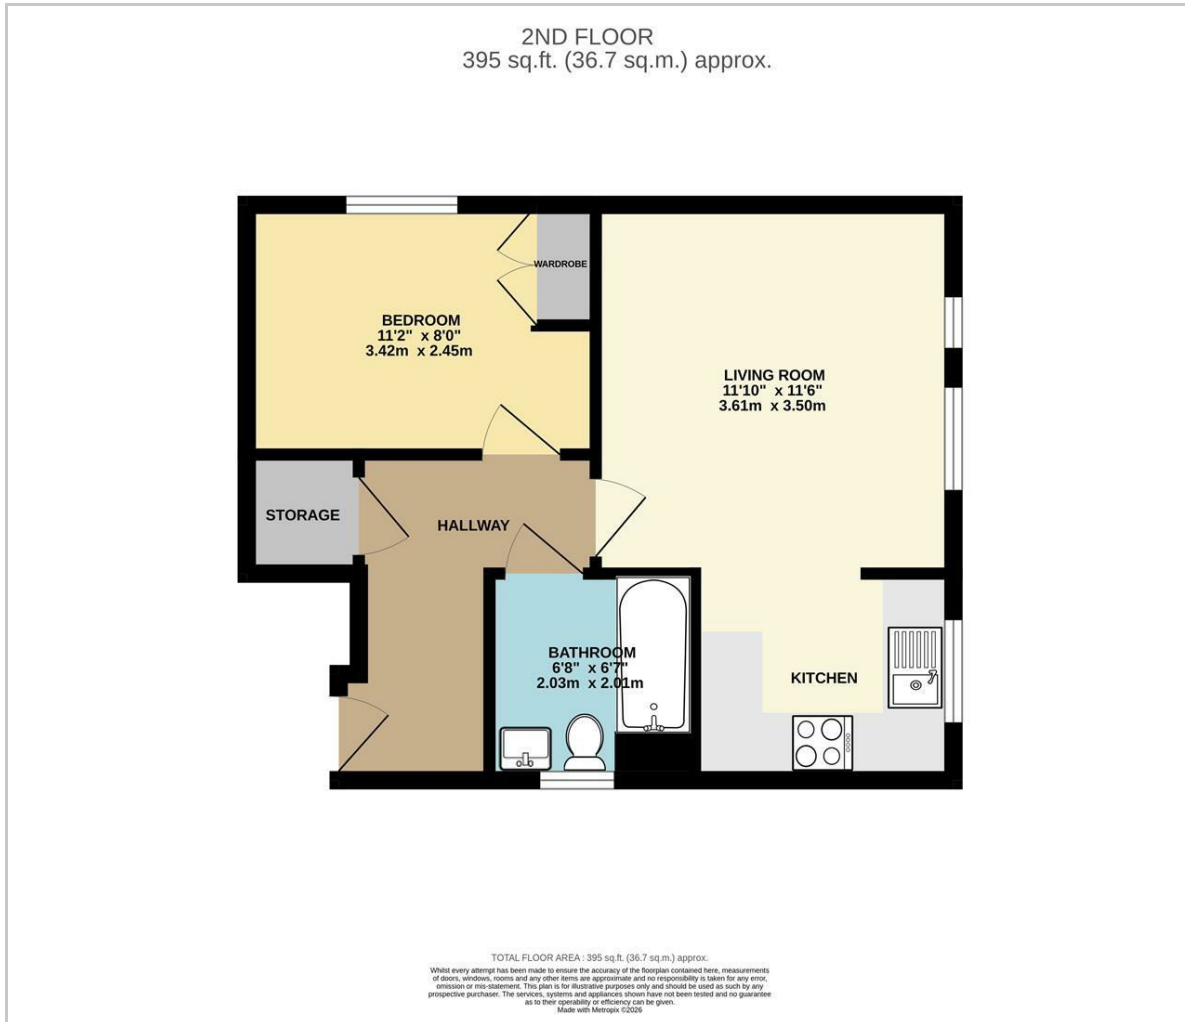 2ND FLOOR
395 sq.ft. (36.7 sq.m.) approx.
WARDROBE
BEDROOM
11'2" x 8'0"
3.42m x 2.45m
LIVING ROOM
11'10" x 11'6"
3.61m x 3.50m
STORAGE
HALLWAY
BATHROOM
6'8" x 6'7"
2.03m x 2.01m
KITCHEN
TOTAL FLOOR AREA : 395 sq.ft. (36.7 sq.m.) approx.
Whilst every attempt has been made to ensure the accuracy of the floorplan contained here, measurements
of doors, windows, rooms and any other items are approximate and no responsibility is taken for any error,
omission or mis-statement. This plan is for illustrative purposes only and should be used as such by any
prospective purchaser. The services, systems and appliances shown have not been tested and no guarantee
as to their operability or efficiency can be given.
Made with Metropix ©2026